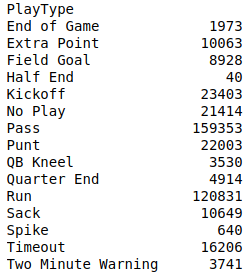 PlayType
End of Game 1973
Extra Point 10063
Field Goal 8928
Half End 40
Kickoff 23403
No Play 21414
Pass 159353
Punt 22003
QB Kneel 3530
Quarter End 4914
Run 120831
Sack 10649
Spike 640
Timeout 16206
Two Minute Warning 3741